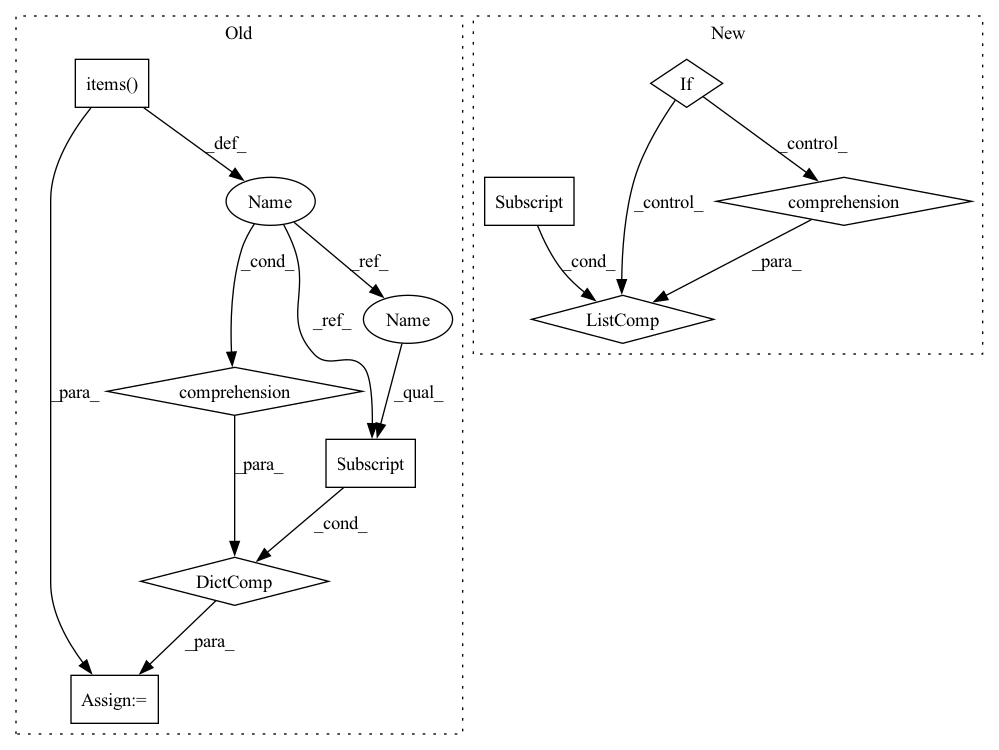 Old
New
items()
If
_def_
_control_
Name
Subscript
comprehension
_cond_
_ref_
_control_
_cond_
_para_
_ref_
Name
ListComp
_para_
comprehension
_qual_
_para_
Subscript
_cond_
DictComp
_para_
Assign:=